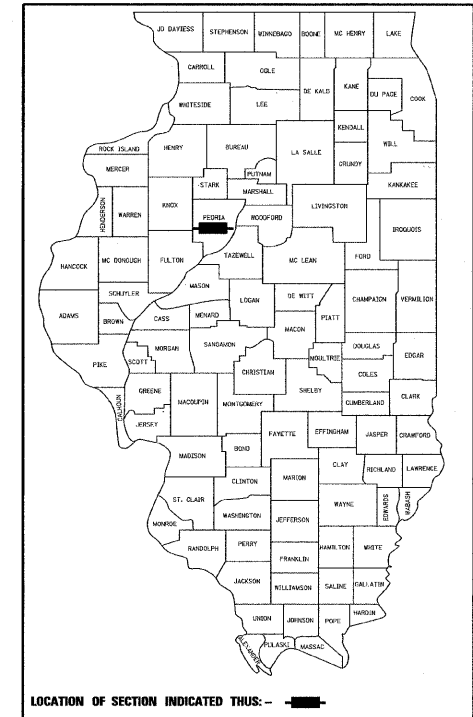 JO DAVIESS STEPHENSON WINNEBAGO BOONE MC HENRY LAKE
CARROLL OGLE DE KALB KANE DU PAGE COOK
WHITESIDE LEE KENDALL WILL
ROCK ISLAND HENRY BUREAU LA SALLE GRUNDY
MERCER STARK PUTNAM KANKAKEE
MARSHALL
HENDERSON WARREN KNOX PEORIA WOODFORD LIVINGSTON IROQUOIS
HANCOCK MC DONOUGH FULTON TAZEWELL MC LEAN FORD
MASON
SCHUYLER LOGAN DE WITT CHAMPAIGN VERMILION
ADAMS BROWN CASS MENARD MACON PIATT
MORGAN SANGAMON DOUGLAS EDGAR
PIKE SCOTT CHRISTIAN MOULTRIE COLES
GREENE MACOUPIN MONTGOMERY SHELBY CUMBERLAND CLARK
CALHOUN JERSEY
FAYETTE EFFINGHAM JASPER CRAWFORD
MADISON BOND CLAY RICHLAND LAWRENCE
CLINTON MARION
ST. CLAIR WAYNE EDWARDS WABASH
WASHINGTON JEFFERSON
MONROE
RANDOLPH PERRY HAMILTON WHITE
FRANKLIN
JACKSON WILLIAMSON SALINE GALLATIN
UNION JOHNSON POPE HARDIN
ALEXANDER PULASKI MASSAC
LOCATION OF SECTION INDICATED THUS: -